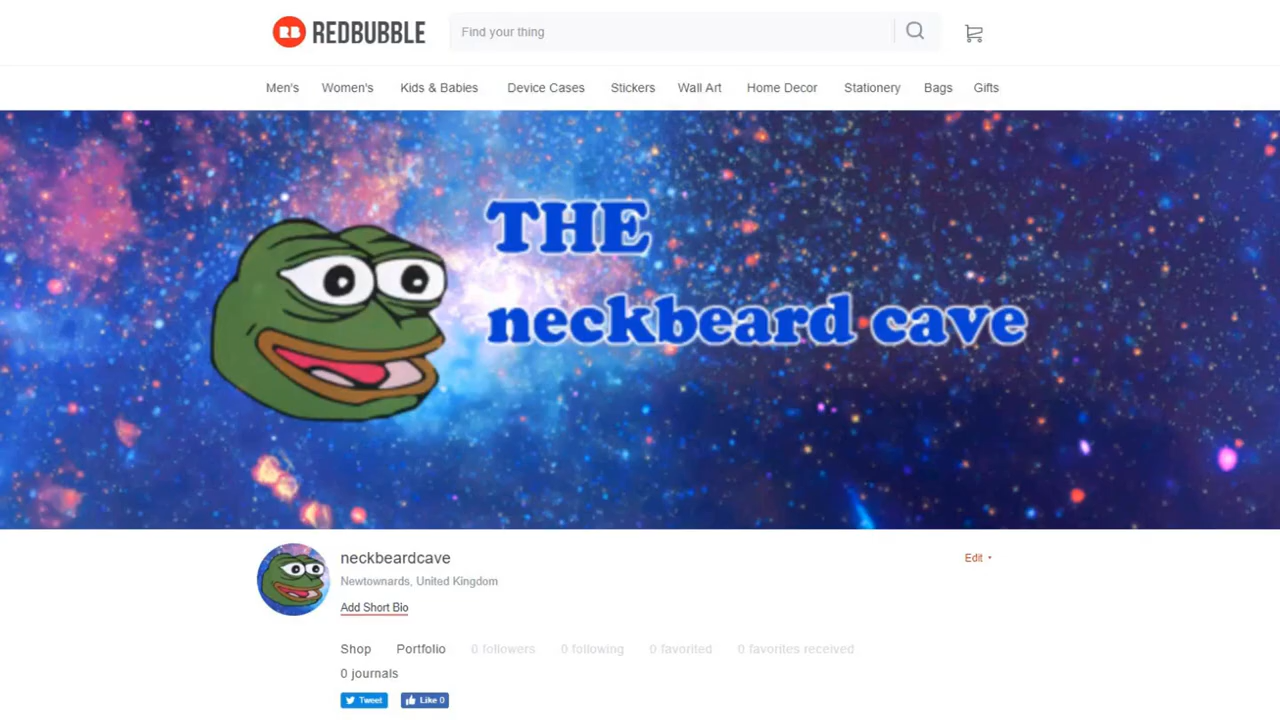 RB REDBUBBLE
Find your thing
Men's Women's Kids & Babies Device Cases Stickers Wall Art Home Decor Stationery Bags Gifts
THE
neckbeard cave
neckbeardcave
Edit
Newtownards, United Kingdom
Add Short Bio
Shop Portfolio 0 followers 0 following 0 favorited 0 favorites received
0 journals
Tweet Like 0